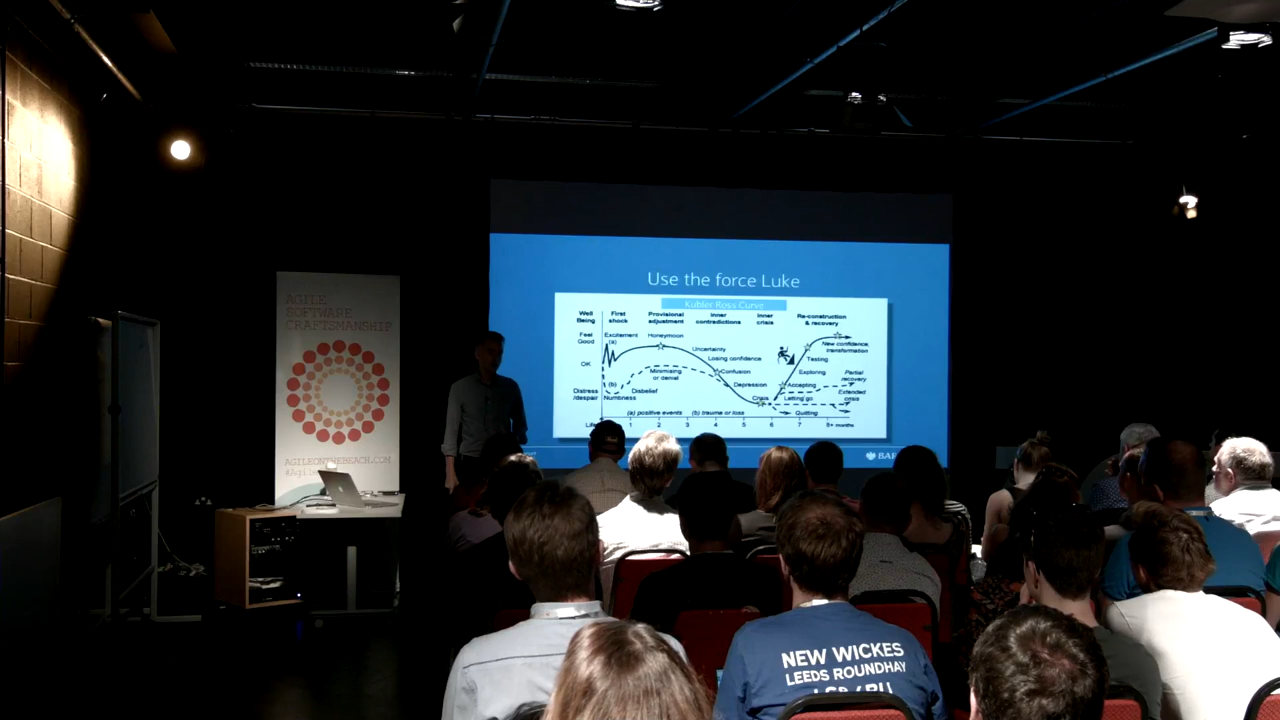 AGILE
SOFTWARE
CRAFTSMANSHIP
AGILEONTHEBEACH.COM
Use the force Luke
Kubler Ross Curve
Well Being
First shock
Provisional adjustment
Inner contradictions
Inner crisis
Re-construction & recovery
Feel Good
Excitement
(a)
Honeymoon
Uncertainty
New confidence, transformation
OK
Losing confidence
Testing
Minimising or denial
Confusion
Exploring
Partial recovery
(b)
Depression
Accepting
Distress /despair
Numbness
Disbelief
Crisis
Letting go
Extended crisis
(a) positive events (b) trauma or loss
Quitting
1 2 3 4 5 6 7 8+ months
NEW WICKES
LEEDS ROUNDHAY